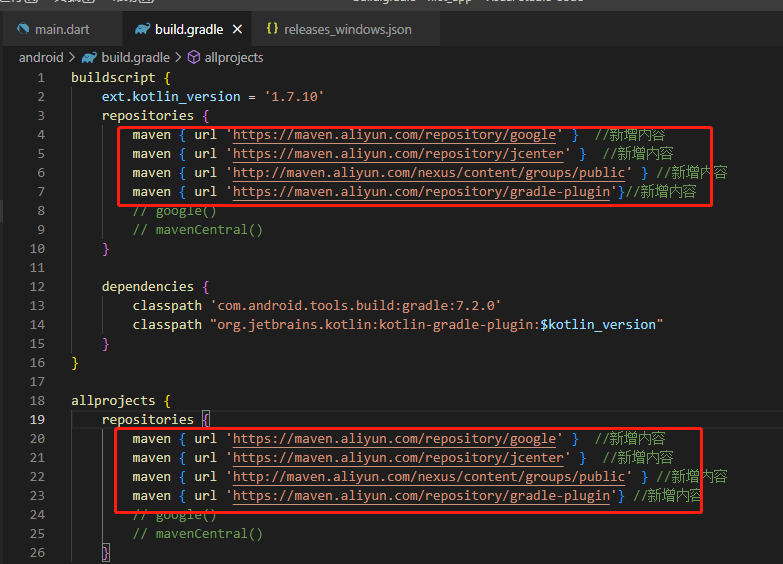 main.dart build.gradle releases_windows.json
android > build.gradle > allprojects
1 buildscript {
2 ext.kotlin_version = '1.7.10'
3 repositories {
4 maven { url 'https://maven.aliyun.com/repository/google' } //新增内容
5 maven { url 'https://maven.aliyun.com/repository/jcenter' } //新增内容
6 maven { url 'http://maven.aliyun.com/nexus/content/groups/public' } //新增内容
7 maven { url 'https://maven.aliyun.com/repository/gradle-plugin'}//新增内容
8 // google()
9 // mavenCentral()
10 }
11
12 dependencies {
13 classpath 'com.android.tools.build:gradle:7.2.0'
14 classpath "org.jetbrains.kotlin:kotlin-gradle-plugin:$kotlin_version"
15 }
16 }
17
18 allprojects {
19 repositories {
20 maven { url 'https://maven.aliyun.com/repository/google' } //新增内容
21 maven { url 'https://maven.aliyun.com/repository/jcenter' } //新增内容
22 maven { url 'http://maven.aliyun.com/nexus/content/groups/public' } //新增内容
23 maven { url 'https://maven.aliyun.com/repository/gradle-plugin'} //新增内容
24 // google()
25 // mavenCentral()
26 }